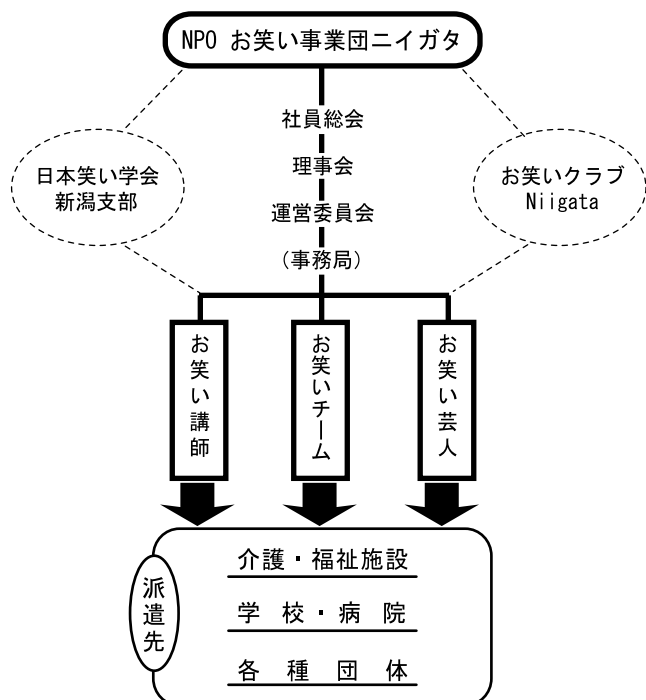 NPO お笑い事業団ニイガタ
社員総会
理事会
運営委員会
(事務局)
日本笑い学会
新潟支部
お笑いクラブ
Niigata
お笑い講師
お笑いチーム
お笑い芸人
派遣先
介護・福祉施設
学校・病院
各種団体